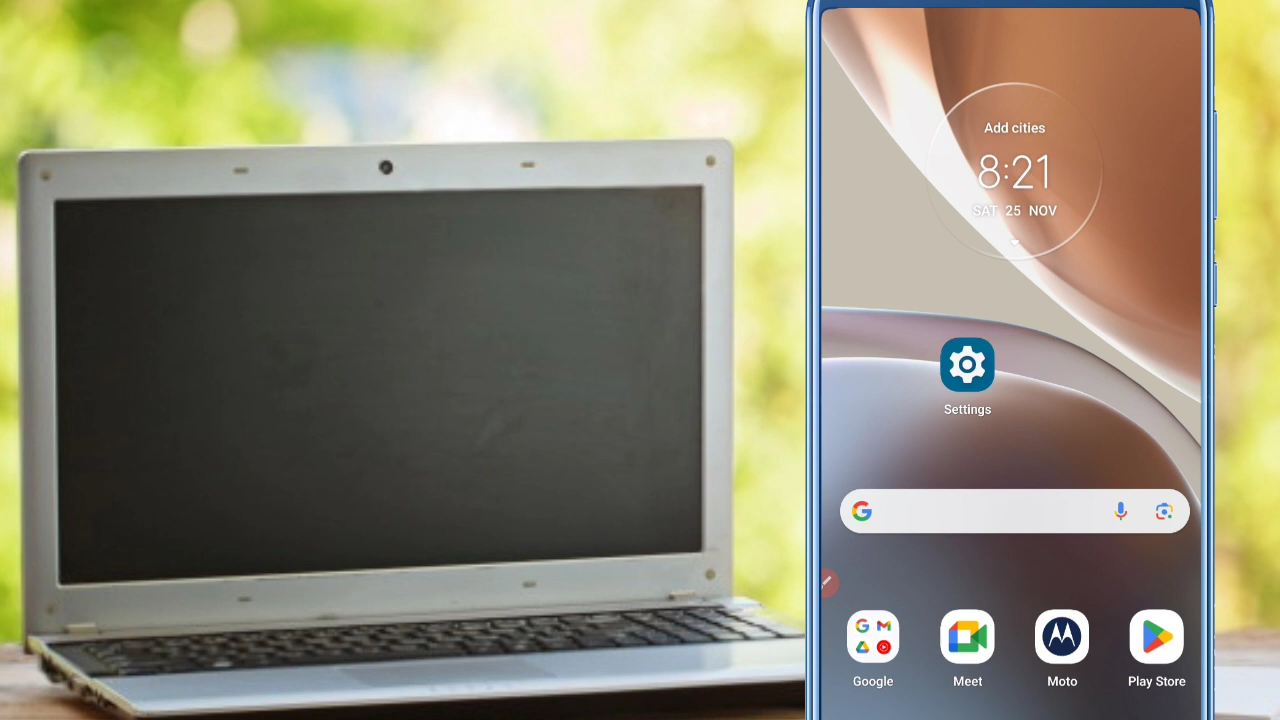 Add cities
8:21
SAT 25 NOV
Settings
Google
Meet
Moto
Play Store